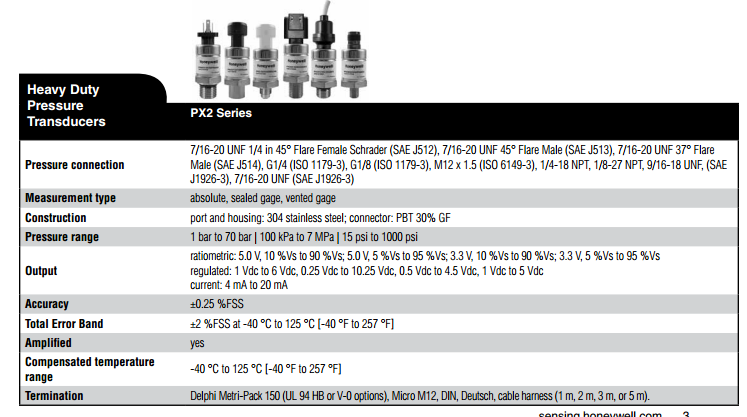 Honeywell Honeywell Honeywell Honeywell Honeywell
Heavy Duty
Pressure
Transducers
PX2 Series
Pressure connection
7/16-20 UNF 1/4 in 45° Flare Female Schrader (SAE J512), 7/16-20 UNF 45° Flare Male (SAE J513), 7/16-20 UNF 37° Flare
Male (SAE J514), G1/4 (ISO 1179-3), G1/8 (ISO 1179-3), M12 x 1.5 (ISO 6149-3), 1/4-18 NPT, 1/8-27 NPT, 9/16-18 UNF, (SAE
J1926-3), 7/16-20 UNF (SAE J1926-3)
Measurement type
absolute, sealed gage, vented gage
Construction
port and housing: 304 stainless steel; connector: PBT 30% GF
Pressure range
1 bar to 70 bar | 100 kPa to 7 MPa | 15 psi to 1000 psi
Output
ratiometric: 5.0 V, 10 %Vs to 90 %Vs; 5.0 V, 5 %Vs to 95 %Vs; 3.3 V, 10 %Vs to 90 %Vs; 3.3 V, 5 %Vs to 95 %Vs
regulated: 1 Vdc to 6 Vdc, 0.25 Vdc to 10.25 Vdc, 0.5 Vdc to 4.5 Vdc, 1 Vdc to 5 Vdc
current: 4 mA to 20 mA
Accuracy
±0.25 %FSS
Total Error Band
±2 %FSS at -40 °C to 125 °C [-40 °F to 257 °F]
Amplified
yes
Compensated temperature
range
-40 °C to 125 °C [-40 °F to 257 °F]
Termination
Delphi Metri-Pack 150 (UL 94 HB or V-0 options), Micro M12, DIN, Deutsch, cable harness (1 m, 2 m, 3 m, or 5 m).
sensing.honeywell.com 3